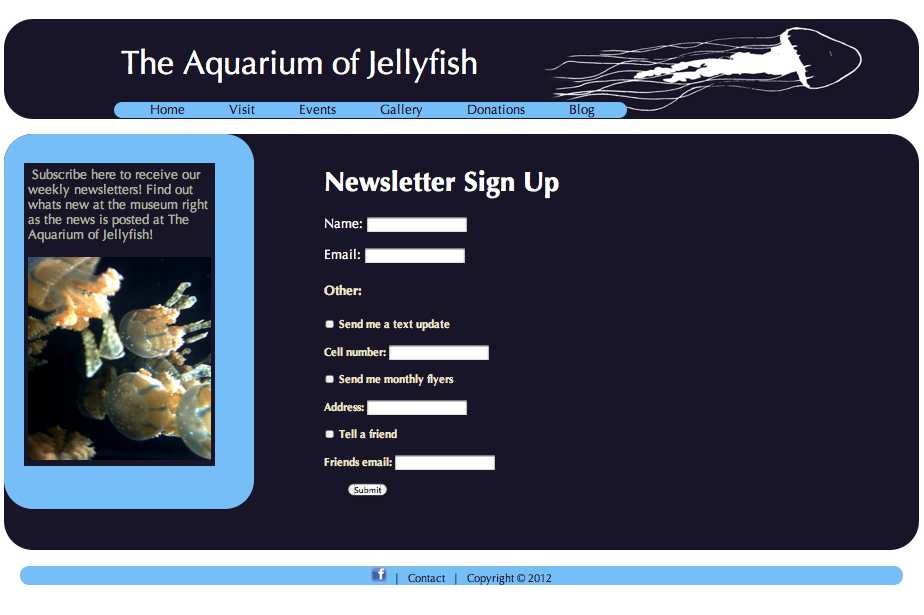 The Aquarium of Jellyfish
Home Visit Events Gallery Donations Blog
Subscribe here to receive our
weekly newsletters! Find out
whats new at the museum right
as the news is posted at The
Aquarium of Jellyfish!
Newsletter Sign Up
Name:
Email:
Other:
Send me a text update
Cell number:
Send me monthly flyers
Address:
Tell a friend
Friends email:
Submit
f | Contact | Copyright © 2012